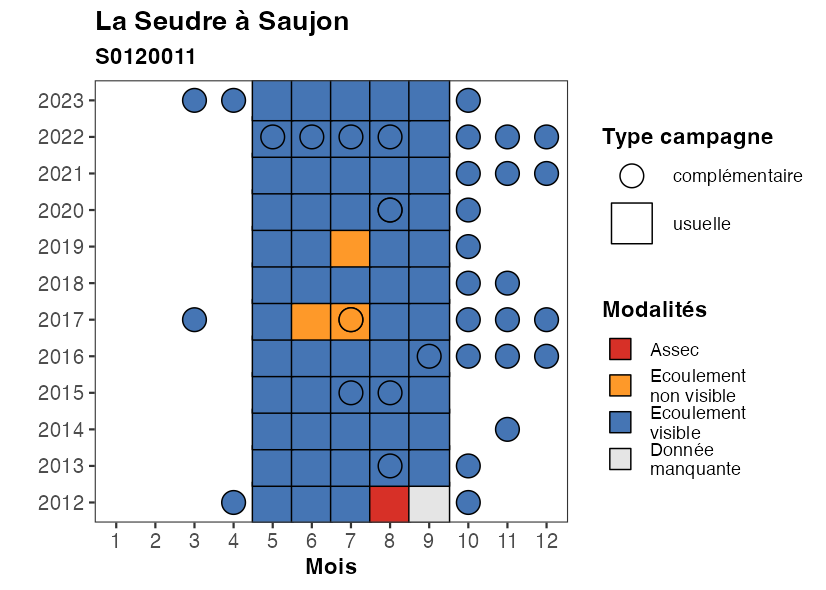 La Seudre à Saujon
S0120011
2023
2022
2021
2020
2019
2018
2017
2016
2015
2014
2013
2012
1 2 3 4 5 6 7 8 9 10 11 12
Mois
Type campagne
complémentaire
usuelle
Modalités
Assec
Ecoulement
non visible
Ecoulement
visible
Donnée
manquante